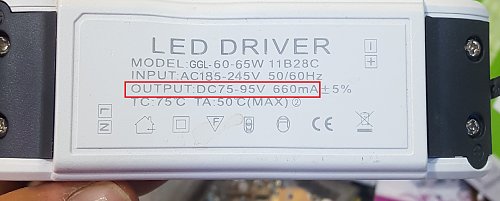 LED DRIVER
MODEL:GGL-60-65W 11B28C
INPUT:AC185-245V 50/60Hz
OUTPUT:DC75-95V 660mA±5%
TC:75℃ TA:50℃(MAX)②
L N
F